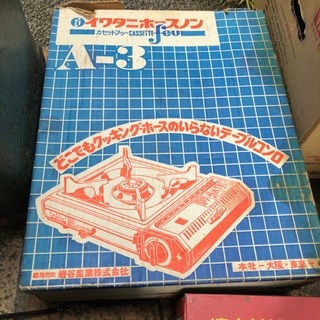 イワタニホースノン
カセットフゥー CASSETTE feu
A-3
どこでもクッキング・ホースのいらないテーブルコンロ
岩谷産業株式会社
本社－大阪・東京